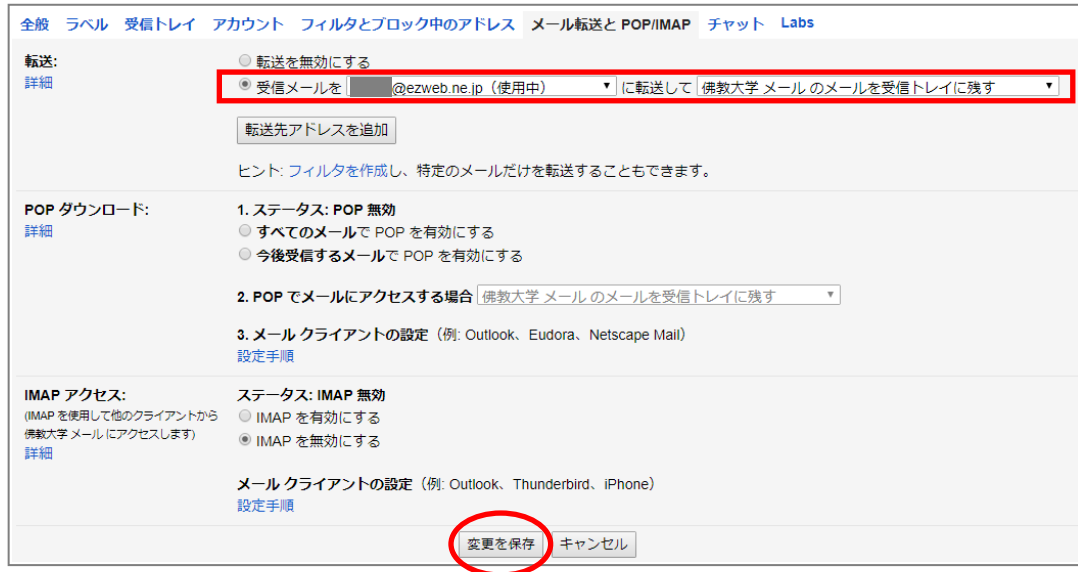 全般 ラベル 受信トレイ アカウント フィルタとブロック中のアドレス メール転送と POP/IMAP チャット Labs
転送:
詳細
転送を無効にする
受信メールを @ezweb.ne.jp（使用中） に転送して 佛教大学 メール のメールを受信トレイに残す
転送先アドレスを追加
ヒント: フィルタを作成し、特定のメールだけを転送することもできます。
POP ダウンロード:
詳細
1. ステータス: POP 無効
すべてのメールで POP を有効にする
今後受信するメールで POP を有効にする
2. POP でメールにアクセスする場合 佛教大学 メール のメールを受信トレイに残す
3. メール クライアントの設定（例: Outlook、Eudora、Netscape Mail）
設定手順
IMAP アクセス:
(IMAP を使用して他のクライアントから
佛教大学 メール にアクセスします)
詳細
ステータス: IMAP 無効
IMAP を有効にする
IMAP を無効にする
メール クライアントの設定（例: Outlook、Thunderbird、iPhone）
設定手順
変更を保存 キャンセル